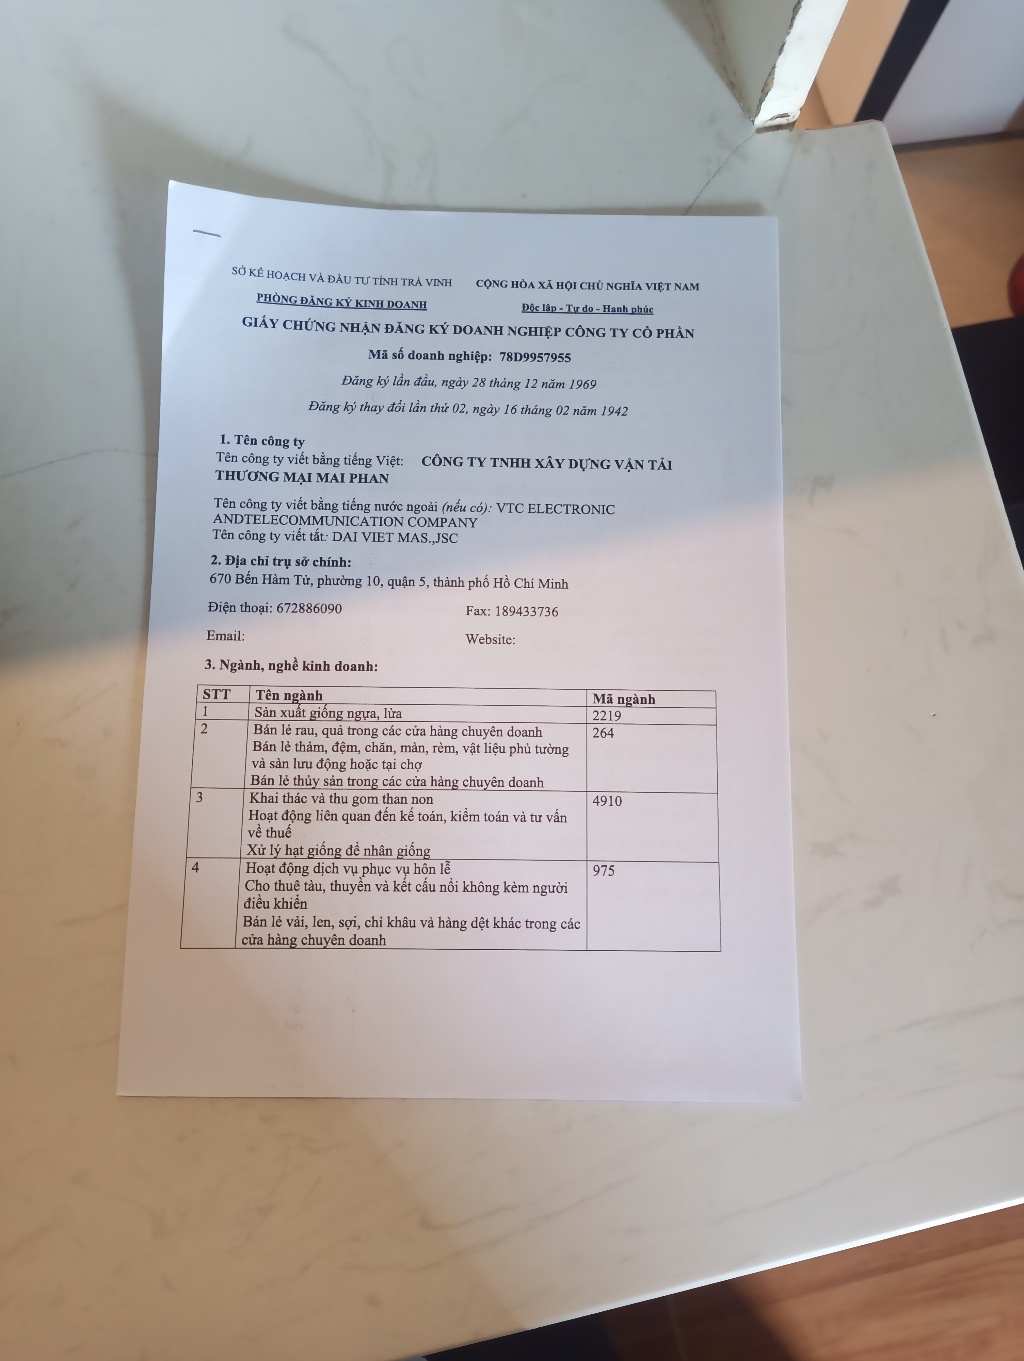 SỞ KẾ HOẠCH VÀ ĐẦU TƯ TỈNH TRÀ VINH CỘNG HÒA XÃ HỘI CHỦ NGHĨA VIỆT NAM
PHÒNG ĐĂNG KÝ KINH DOANH Độc lập - Tự do - Hạnh phúc
GIẤY CHỨNG NHẬN ĐĂNG KÝ DOANH NGHIỆP CÔNG TY CỔ PHẦN
Mã số doanh nghiệp: 78D9957955
Đăng ký lần đầu, ngày 28 tháng 12 năm 1969
Đăng ký thay đổi lần thứ 02, ngày 16 tháng 02 năm 1942
1. Tên công ty
Tên công ty viết bằng tiếng Việt: CÔNG TY TNHH XÂY DỰNG VẬN TẢI
THƯƠNG MẠI MAI PHAN
Tên công ty viết bằng tiếng nước ngoài (nếu có): VTC ELECTRONIC
ANDTELECOMMUNICATION COMPANY
Tên công ty viết tắt: DAI VIET MAS.,JSC
2. Địa chỉ trụ sở chính:
670 Bến Hàm Tử, phường 10, quận 5, thành phố Hồ Chí Minh
Điện thoại: 672886090 Fax: 189433736
Email: Website:
3. Ngành, nghề kinh doanh:
STT Tên ngành Mã ngành
1 Sản xuất giống ngựa, lừa 2219
2 Bán lẻ rau, quả trong các cửa hàng chuyên doanh 264
Bán lẻ thảm, đệm, chăn, màn, rèm, vật liệu phủ tường
và sàn lưu động hoặc tại chợ
Bán lẻ thủy sản trong các cửa hàng chuyên doanh
3 Khai thác và thu gom than non 4910
Hoạt động liên quan đến kế toán, kiểm toán và tư vấn
về thuế
Xử lý hạt giống để nhân giống
4 Hoạt động dịch vụ phục vụ hôn lễ 975
Cho thuê tàu, thuyền và kết cấu nổi không kèm người
điều khiển
Bán lẻ vải, len, sợi, chỉ khâu và hàng dệt khác trong các
cửa hàng chuyên doanh